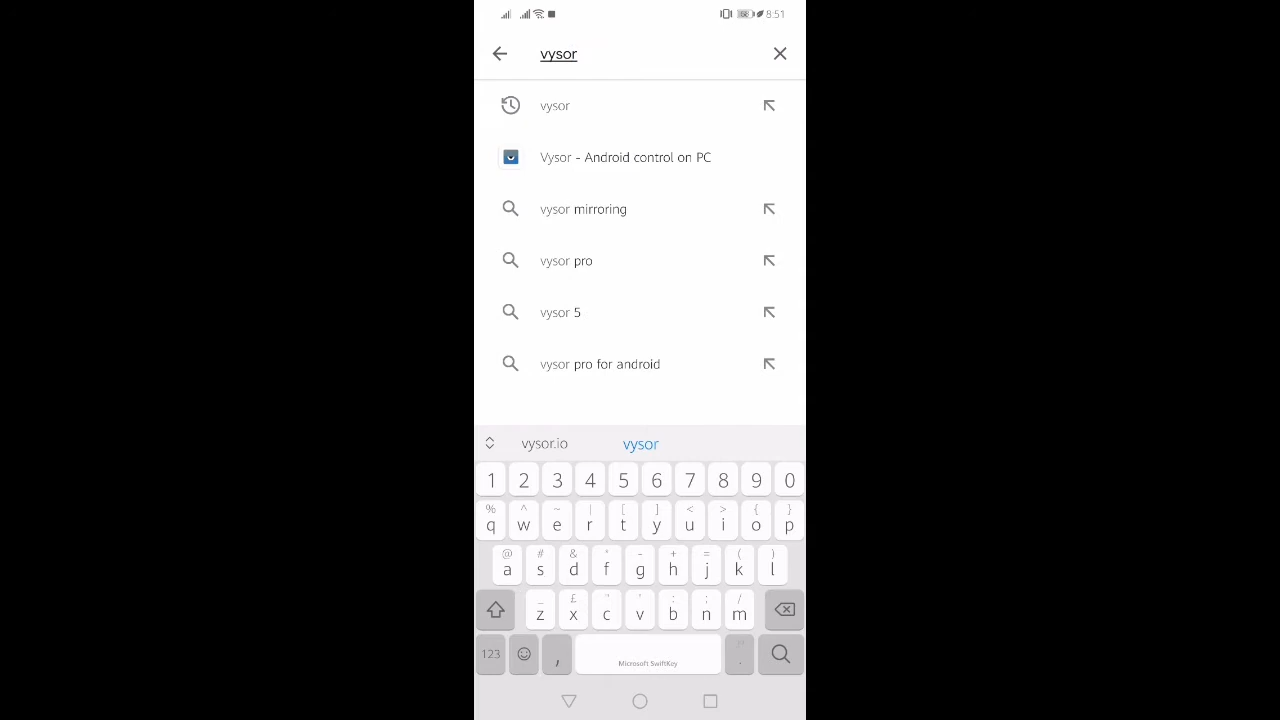 8:51
vysor
vysor
Vysor - Android control on PC
vysor mirroring
vysor pro
vysor 5
vysor pro for android
vysor.io vysor
1 2 3 4 5 6 7 8 9 0
% ^ ~ | [ ] < > { }
q w e r t y u i o p
@ # & * - + = ( )
a s d f g h j k l
_ £ " ' : ; /
z x c v b n m
123 , Microsoft SwiftKey .